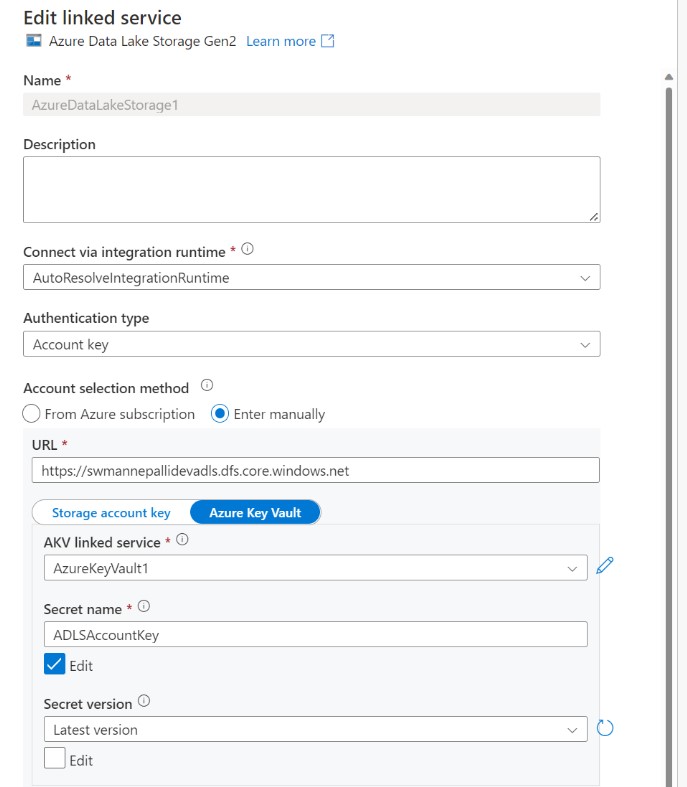 Edit linked service
Azure Data Lake Storage Gen2 Learn more
Name *
AzureDataLakeStorage1
Description
Connect via integration runtime *
AutoResolveIntegrationRuntime
Authentication type
Account key
Account selection method
From Azure subscription Enter manually
URL *
https://swmannepallidevadls.dfs.core.windows.net
Storage account key Azure Key Vault
AKV linked service *
AzureKeyVault1
Secret name *
ADLSAccountKey
Edit
Secret version
Latest version
Edit